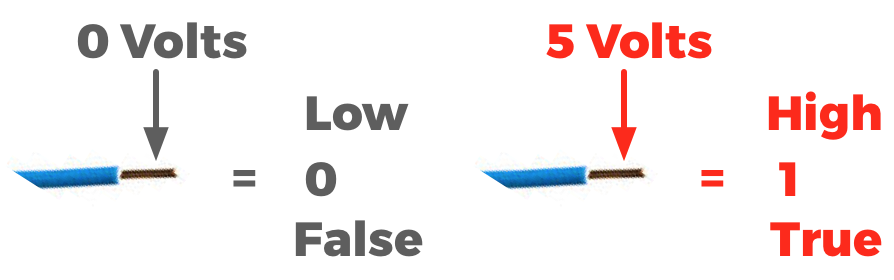 0 Volts
Low
= 0
False
5 Volts
High
= 1
True